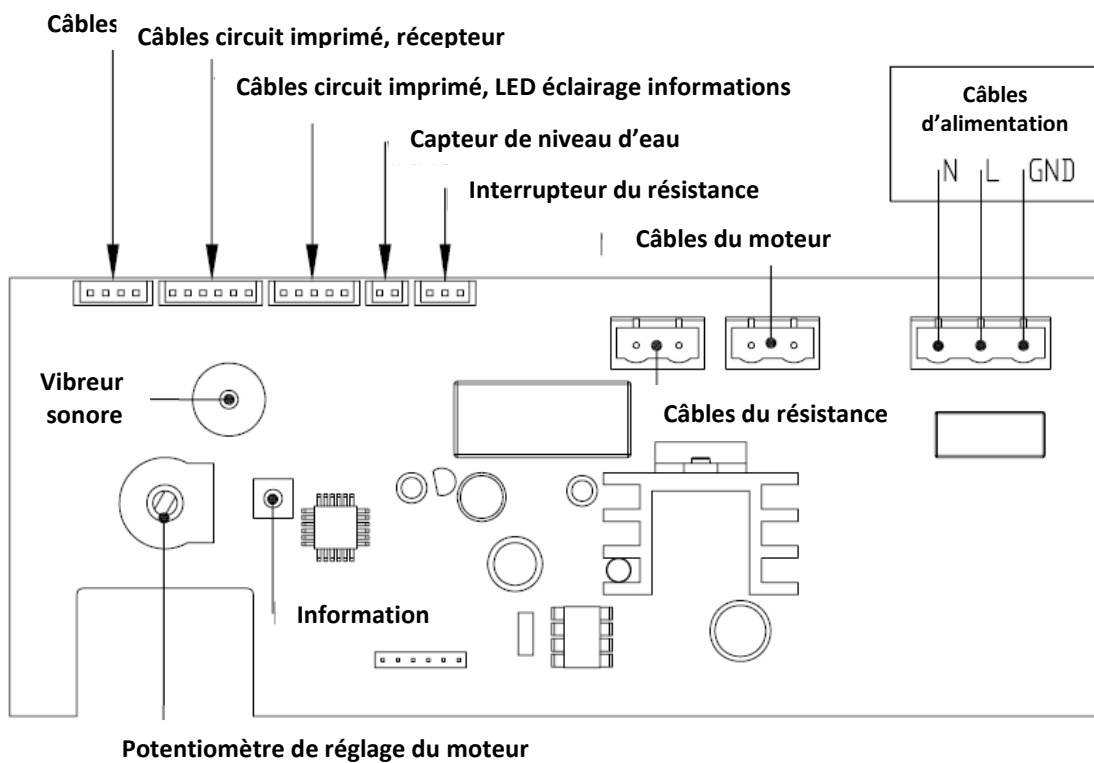 Câbles
Câbles circuit imprimé, récepteur
Câbles circuit imprimé, LED éclairage informations
Câbles
d’alimentation
Capteur de niveau d’eau
N L GND
Interrupteur du résistance
Câbles du moteur
Vibreur
sonore
Câbles du résistance
Information
Potentiomètre de réglage du moteur